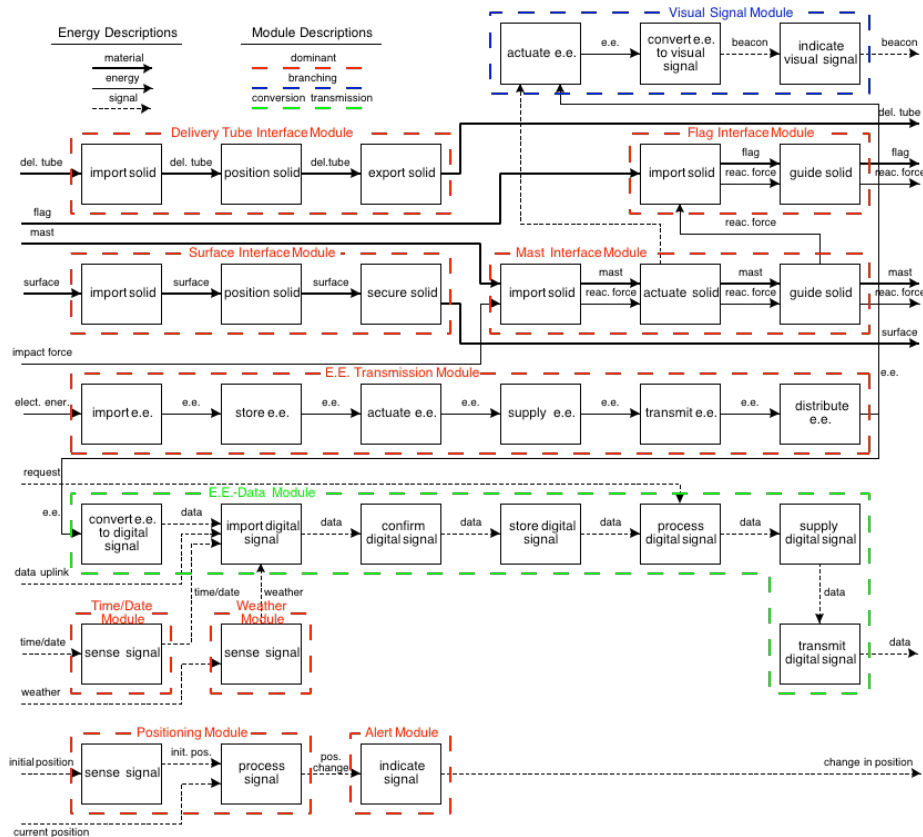 Visual Signal Module
Energy Descriptions
Module Descriptions
material
energy
signal
dominant
branching
conversion transmission
actuate e.e.
e.e.
convert e.e.
to visual
signal
beacon
indicate
visual signal
beacon
del. tube
Delivery Tube Interface Module
Flag Interface Module
del. tube
import solid
del. tube
position solid
del.tube
export solid
import solid
flag
reac. force
guide solid
flag
reac. force
flag
mast
reac. force
Surface Interface Module
Mast Interface Module
surface
import solid
surface
position solid
surface
secure solid
import solid
mast
reac. force
actuate solid
mast
reac. force
guide solid
mast
reac. force
surface
impact force
E.E. Transmission Module
e.e.
elect. ener.
import e.e.
e.e.
store e.e.
e.e.
actuate e.e.
e.e.
supply e.e.
e.e.
transmit e.e.
e.e.
distribute
e.e.
request
E.E.-Data Module
e.e.
convert e.e.
to digital
signal
data
import digital
signal
data
confirm
digital signal
data
store digital
signal
data
process
digital signal
data
supply
digital signal
data uplink
time/date
weather
data
Time/Date
Module
Weather
Module
time/date
sense signal
sense signal
transmit
digital signal
data
weather
Positioning Module
Alert Module
initial position
sense signal
init. pos.
process
signal
pos.
change
indicate
signal
change in position
current position